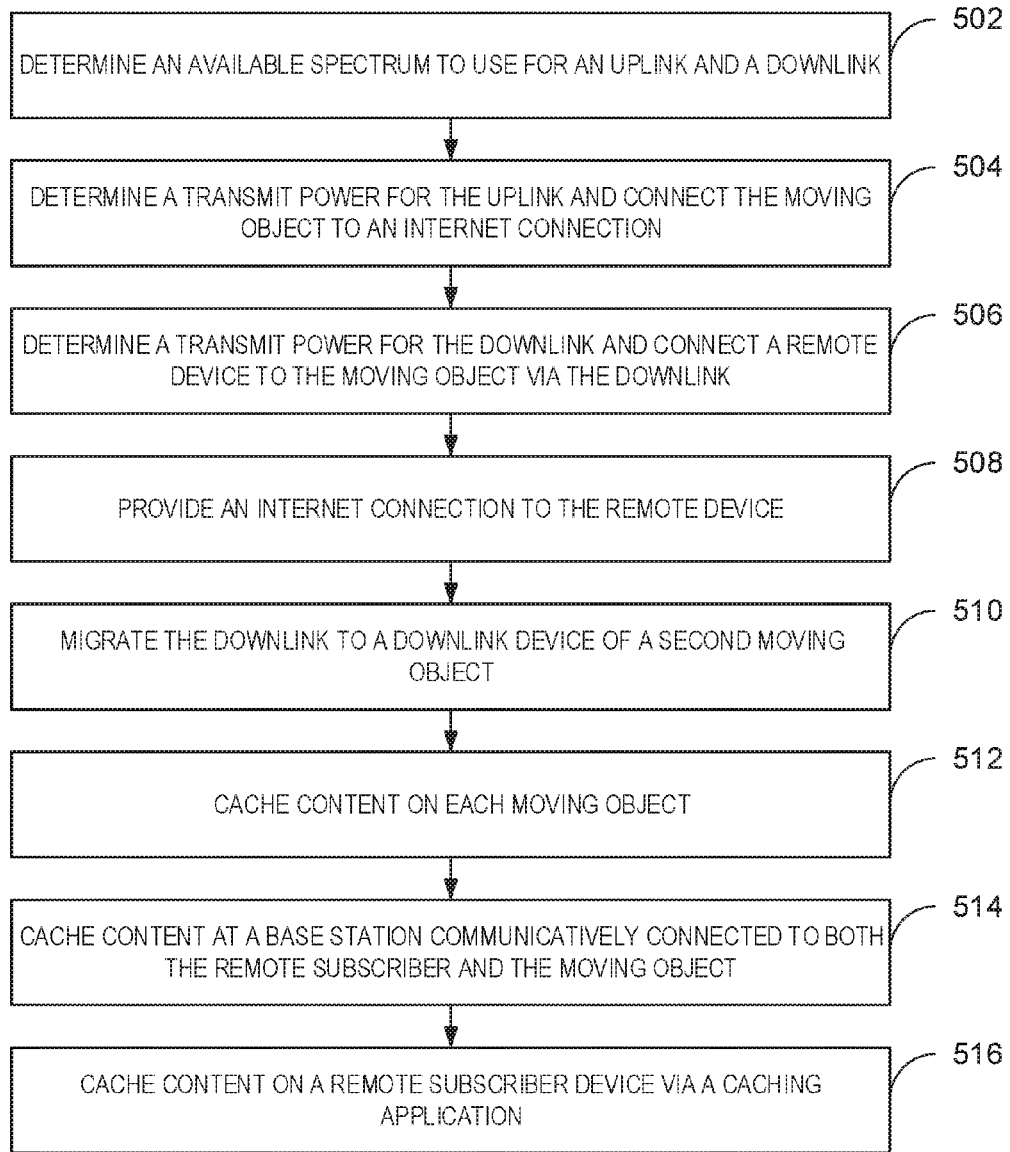 502
DETERMINE AN AVAILABLE SPECTRUM TO USE FOR AN UPLINK AND A DOWNLINK
504
DETERMINE A TRANSMIT POWER FOR THE UPLINK AND CONNECT THE MOVING
OBJECT TO AN INTERNET CONNECTION
506
DETERMINE A TRANSMIT POWER FOR THE DOWNLINK AND CONNECT A REMOTE
DEVICE TO THE MOVING OBJECT VIA THE DOWNLINK
508
PROVIDE AN INTERNET CONNECTION TO THE REMOTE DEVICE
510
MIGRATE THE DOWNLINK TO A DOWNLINK DEVICE OF A SECOND MOVING
OBJECT
512
CACHE CONTENT ON EACH MOVING OBJECT
514
CACHE CONTENT AT A BASE STATION COMMUNICATIVELY CONNECTED TO BOTH
THE REMOTE SUBSCRIBER AND THE MOVING OBJECT
516
CACHE CONTENT ON A REMOTE SUBSCRIBER DEVICE VIA A CACHING
APPLICATION